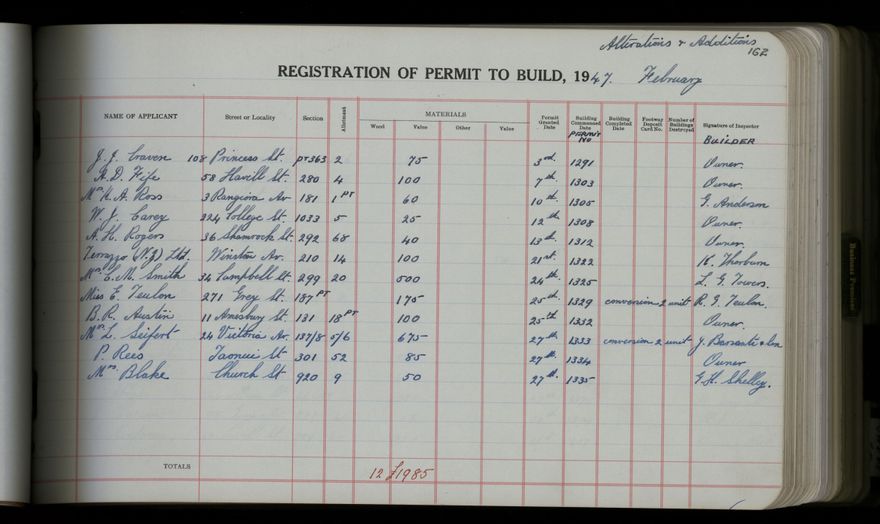 Alterations & Additions
162
REGISTRATION OF PERMIT TO BUILD, 1947. February
NAME OF APPLICANT Street or Locality Section Allotment MATERIALS Permit Granted Date Building Commenced Date Building Completed Date Footway Deposit Card No. Number of Buildings Destroyed Signature of Inspector
Wood Value Other Value PERMIT NO BUILDER
J. J. Craven 108 Princess St. PT363 2 75 3rd. 1291 Owner.
A. D. Fife 58 Havill St. 280 4 100 7th. 1303 Owner.
Mrs K. A. Ross 3 Rangiora Av 181 1 PT 60 10th. 1305 G. Anderson
W. J. Carey 224 College St. 1033 5 25 12th 1308 Owner.
A. H. Rogers 36 Shamrock St. 292 68 40 13th. 1312 Owner.
Terrazzo (N.Z) Ltd. Winston Av. 210 14 100 21st. 1322 K. Thorburn
Mrs E. M. Smith 34 Campbell St. 299 20 500 24th. 1325 L. G. Towers.
Miss E. Teulon 271 Grey St. 187 PT 175 25th. 1329 conversion 2 unit R. G. Teulon.
B. R. Austin 11 Amesbury St. 131 18 PT 100 25th 1332 Owner.
Mrs L. Seifert 24 Victoria Av. 137/8 5/6 675 27th. 1333 conversion 2 unit J. & Son
P. Rees Taonui St 301 52 85 27th. 1334 Owner
Mrs. Blake Church St. 920 9 50 27th. 1335 G. H. Shelley.
TOTALS 12 £1985